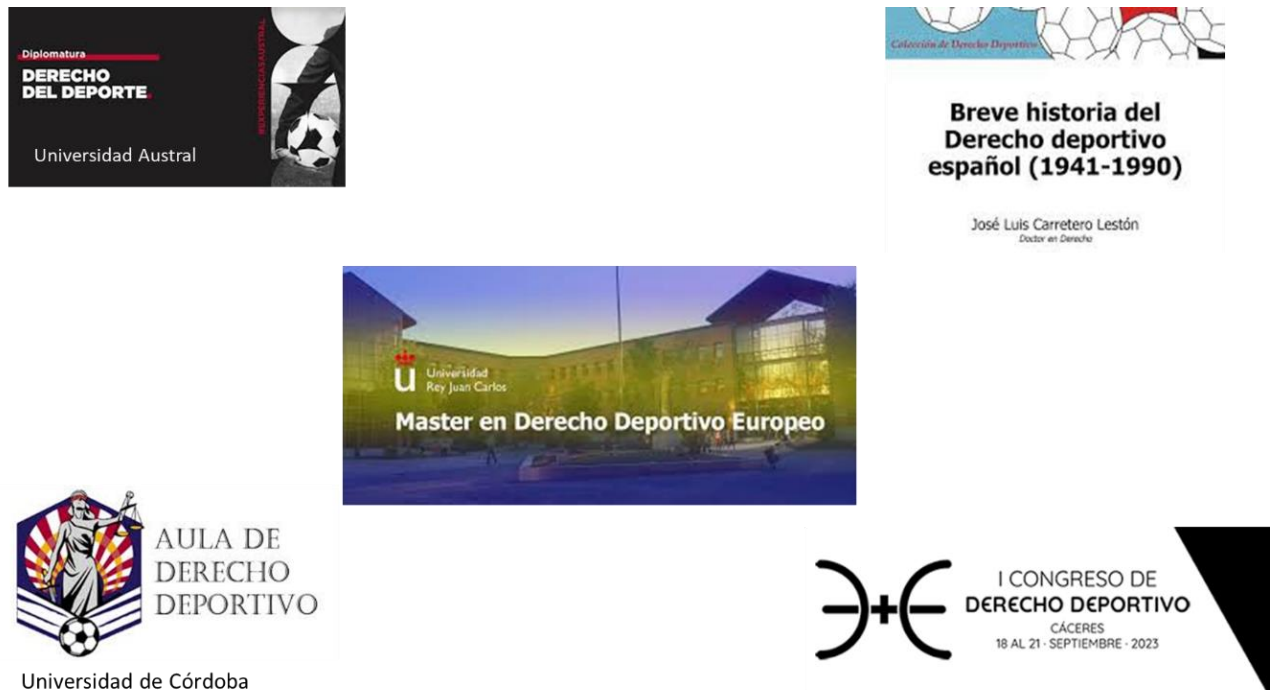 Diplomatura
DERECHO
DEL DEPORTE.
#EXPERIENCIASAUSTRAL
Universidad Austral
Colección de Derecho Deportivo
Breve historia del
Derecho deportivo
español (1941-1990)
José Luis Carretero Lestón
Doctor en Derecho
Universidad
Rey Juan Carlos
Master en Derecho Deportivo Europeo
AULA DE
DERECHO
DEPORTIVO
Universidad de Córdoba
I CONGRESO DE
DERECHO DEPORTIVO
CÁCERES
18 AL 21 · SEPTIEMBRE · 2023